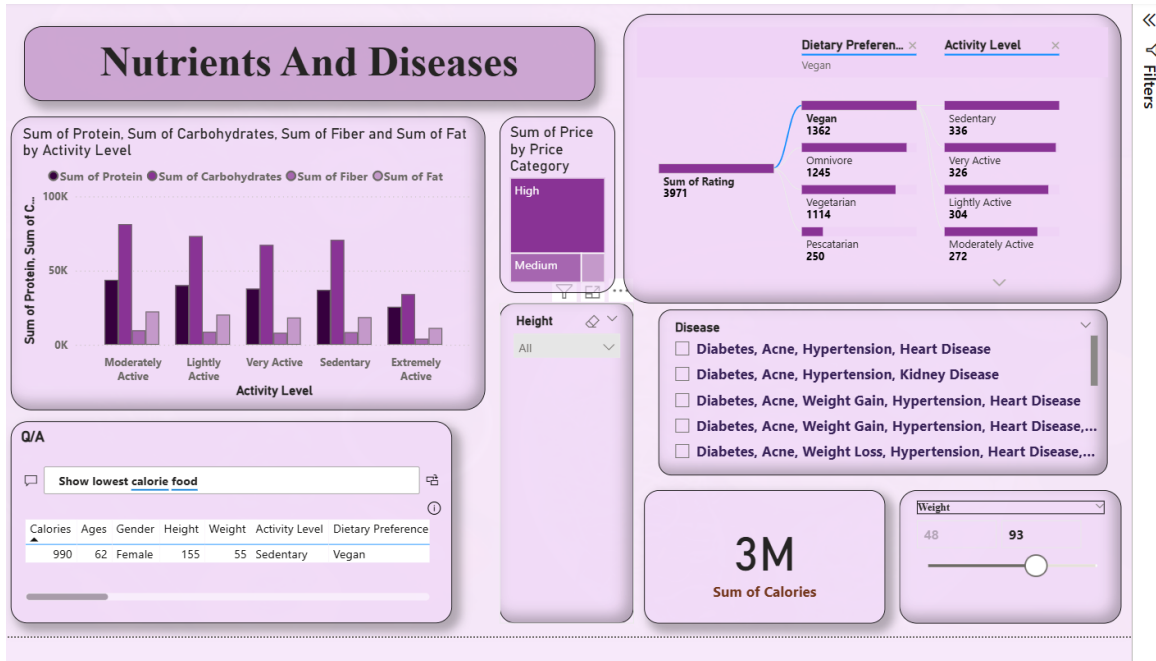 Nutrients And Diseases
Sum of Protein, Sum of Carbohydrates, Sum of Fiber and Sum of Fat
by Activity Level
Sum of Protein Sum of Carbohydrates Sum of Fiber Sum of Fat
Sum of Protein, Sum of C...
100K
50K
0K
Moderately
Active
Lightly
Active
Very Active
Sedentary
Extremely
Active
Activity Level
Sum of Price
by Price
Category
High
Medium
Dietary Preferen...
Vegan
Activity Level
Sum of Rating
3971
Vegan
1362
Omnivore
1245
Vegetarian
1114
Pescatarian
250
Sedentary
336
Very Active
326
Lightly Active
304
Moderately Active
272
Filters
Height
All
Disease
Diabetes, Acne, Hypertension, Heart Disease
Diabetes, Acne, Hypertension, Kidney Disease
Diabetes, Acne, Weight Gain, Hypertension, Heart Disease
Diabetes, Acne, Weight Gain, Hypertension, Heart Disease,...
Diabetes, Acne, Weight Loss, Hypertension, Heart Disease,...
Q/A
Show lowest calorie food
Calories Ages Gender Height Weight Activity Level Dietary Preference
990 62 Female 155 55 Sedentary Vegan
3M
Sum of Calories
Weight
48 93